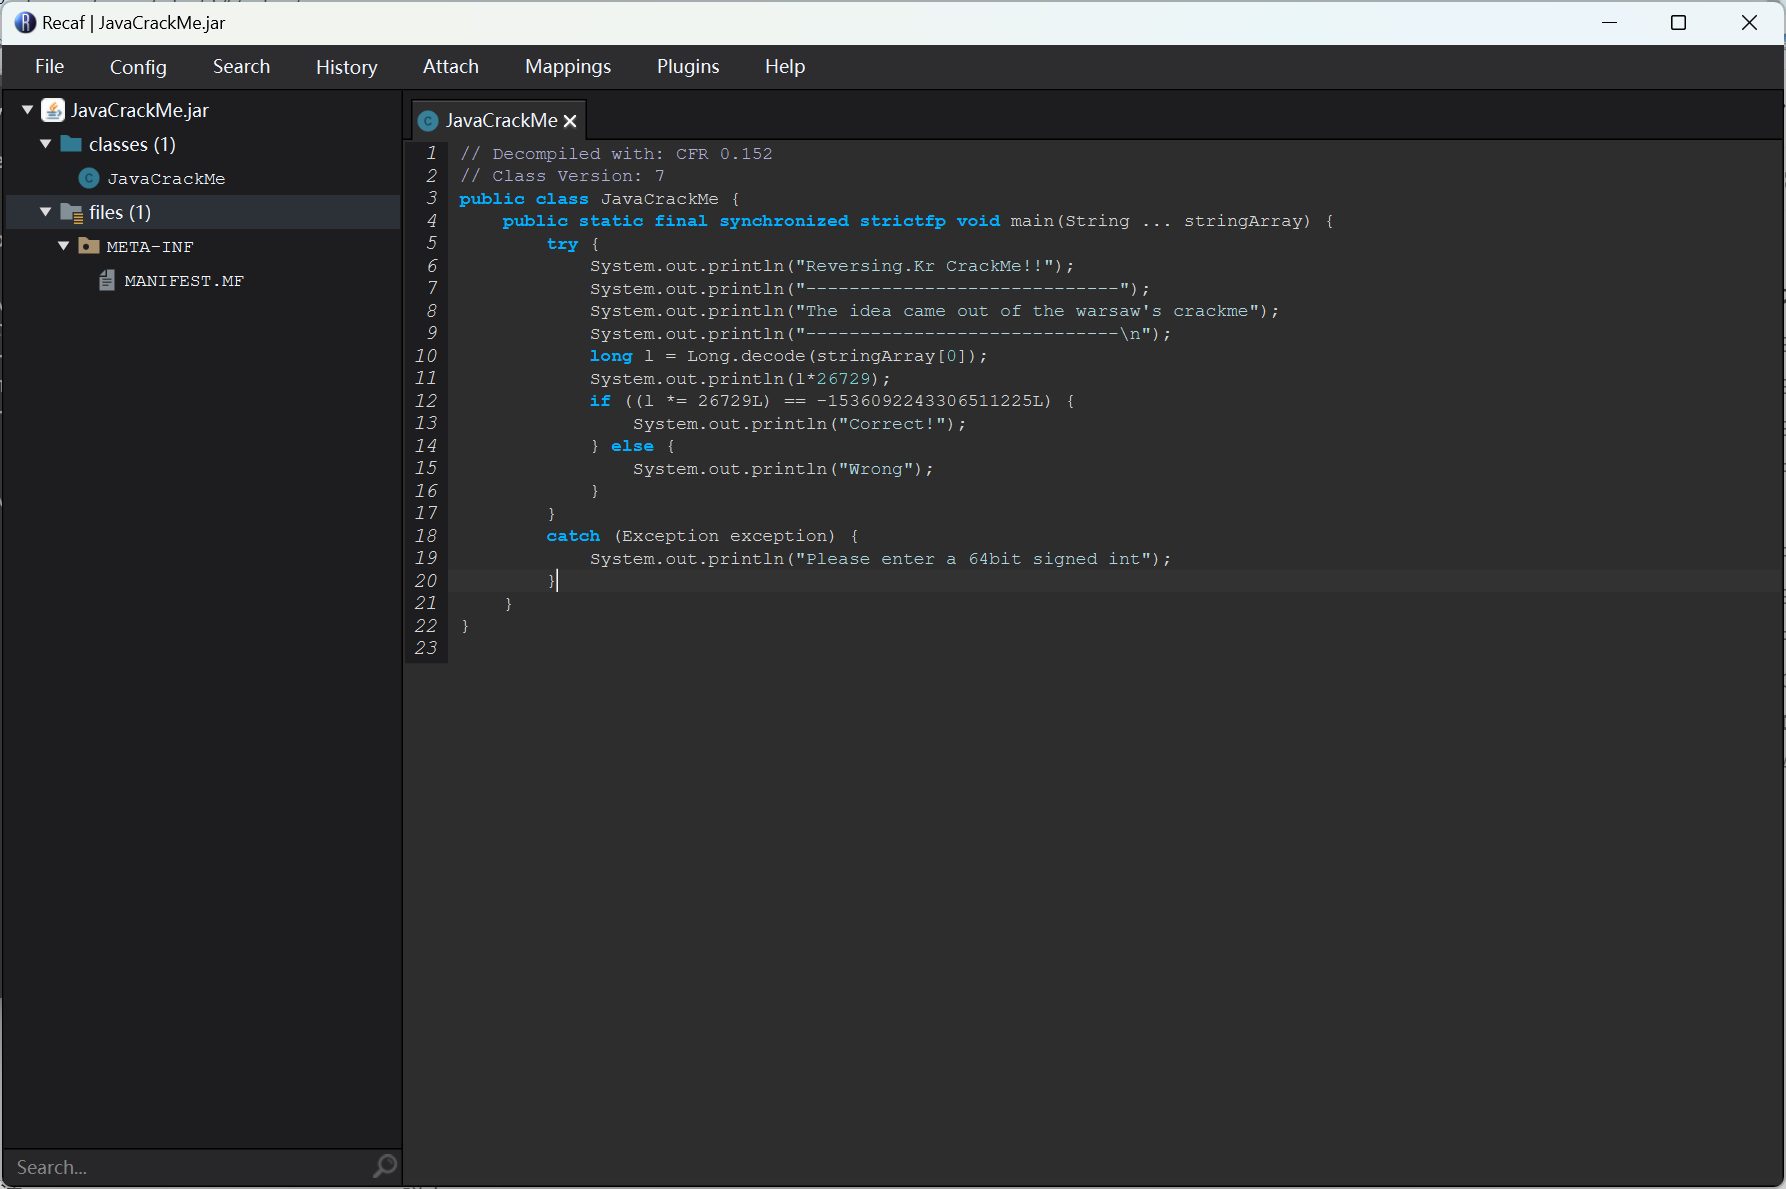 Recaf | JavaCrackMe.jar
File Config Search History Attach Mappings Plugins Help
JavaCrackMe.jar
classes (1)
JavaCrackMe
files (1)
META-INF
MANIFEST.MF
Search...
JavaCrackMe
1 // Decompiled with: CFR 0.152
2 // Class Version: 7
3 public class JavaCrackMe {
4     public static final synchronized strictfp void main(String ... stringArray) {
5         try {
6             System.out.println("Reversing.Kr CrackMe!!");
7             System.out.println("-----------------------------");
8             System.out.println("The idea came out of the warsaw's crackme");
9             System.out.println("-----------------------------\n");
10             long l = Long.decode(stringArray[0]);
11             System.out.println(l*26729);
12             if ((l *= 26729L) == -1536092243306511225L) {
13                 System.out.println("Correct!");
14             } else {
15                 System.out.println("Wrong");
16             }
17         }
18         catch (Exception exception) {
19             System.out.println("Please enter a 64bit signed int");
20         }
21     }
22 }
23